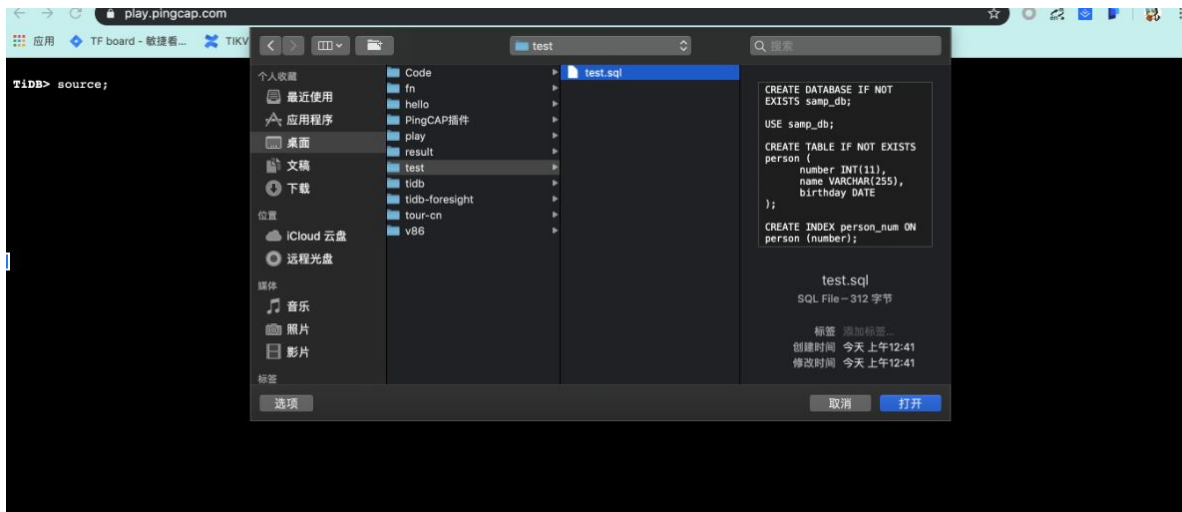 play.pingcap.com
应用 TF board - 敏捷看... TIKV
TiDB> source;
test
搜索
个人收藏
最近使用
应用程序
桌面
文稿
下载
位置
iCloud 云盘
远程光盘
媒体
音乐
照片
影片
标签
Code
fn
hello
PingCAP插件
play
result
test
tidb
tidb-foresight
tour-cn
v86
test.sql
CREATE DATABASE IF NOT
EXISTS samp_db;
USE samp_db;
CREATE TABLE IF NOT EXISTS
person (
number INT(11),
name VARCHAR(255),
birthday DATE
);
CREATE INDEX person_num ON
person (number);
test.sql
SQL File – 312 字节
标签 添加标签...
创建时间 今天 上午12:41
修改时间 今天 上午12:41
选项
取消
打开